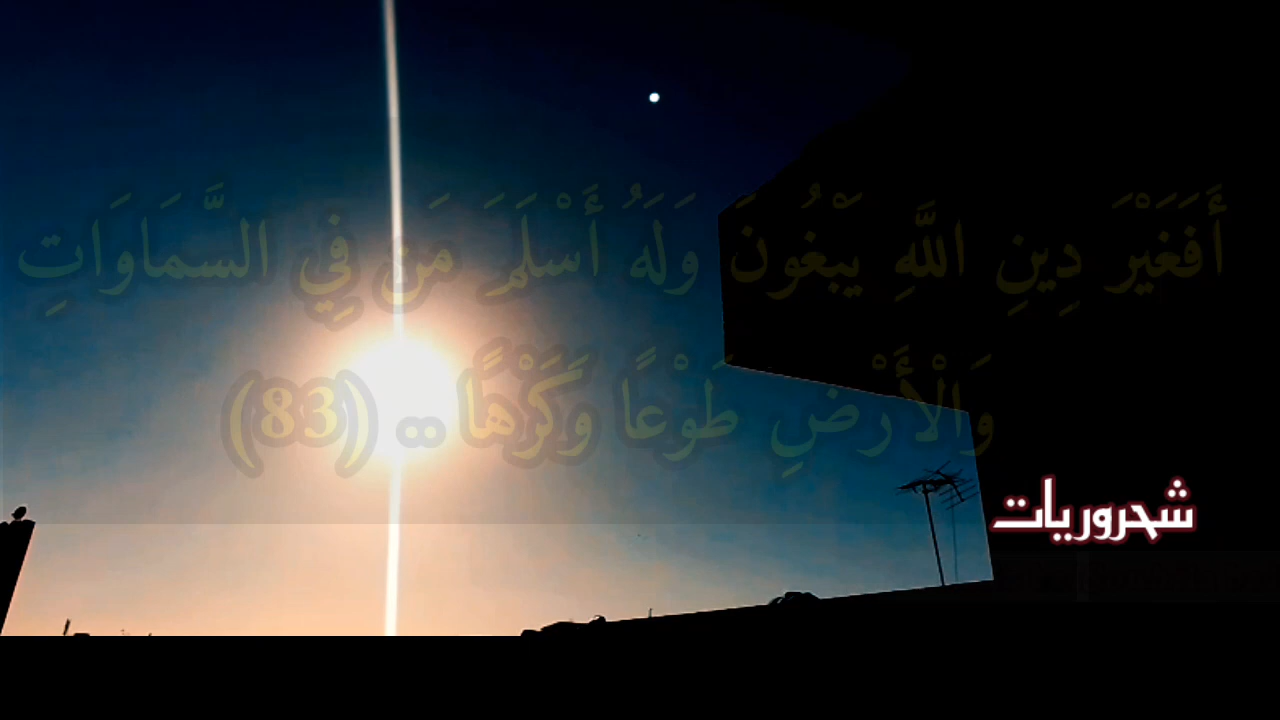 أَفَغَيْرَ دِينِ اللَّهِ يَبْغُونَ وَلَهُ أَسْلَمَ مَن فِي السَّمَاوَاتِ
وَالْأَرْضِ طَوْعًا وَكَرْهًا .. (83)
شحروريات